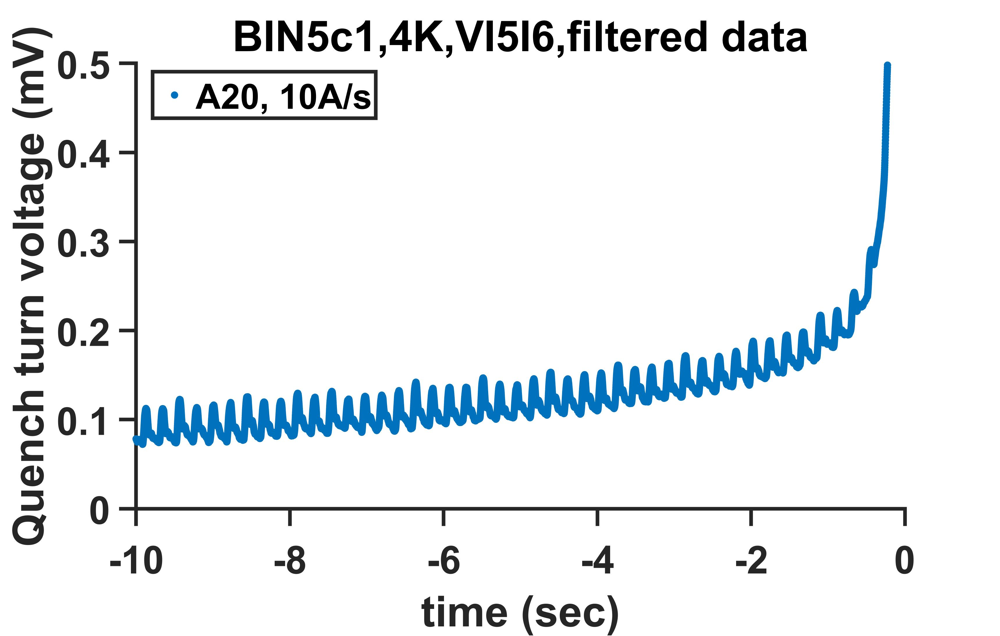 BIN5c1,4K,VI5I6,filtered data
A20, 10A/s
Quench turn voltage (mV)
0.5
0.4
0.3
0.2
0.1
0
-10 -8 -6 -4 -2 0
time (sec)